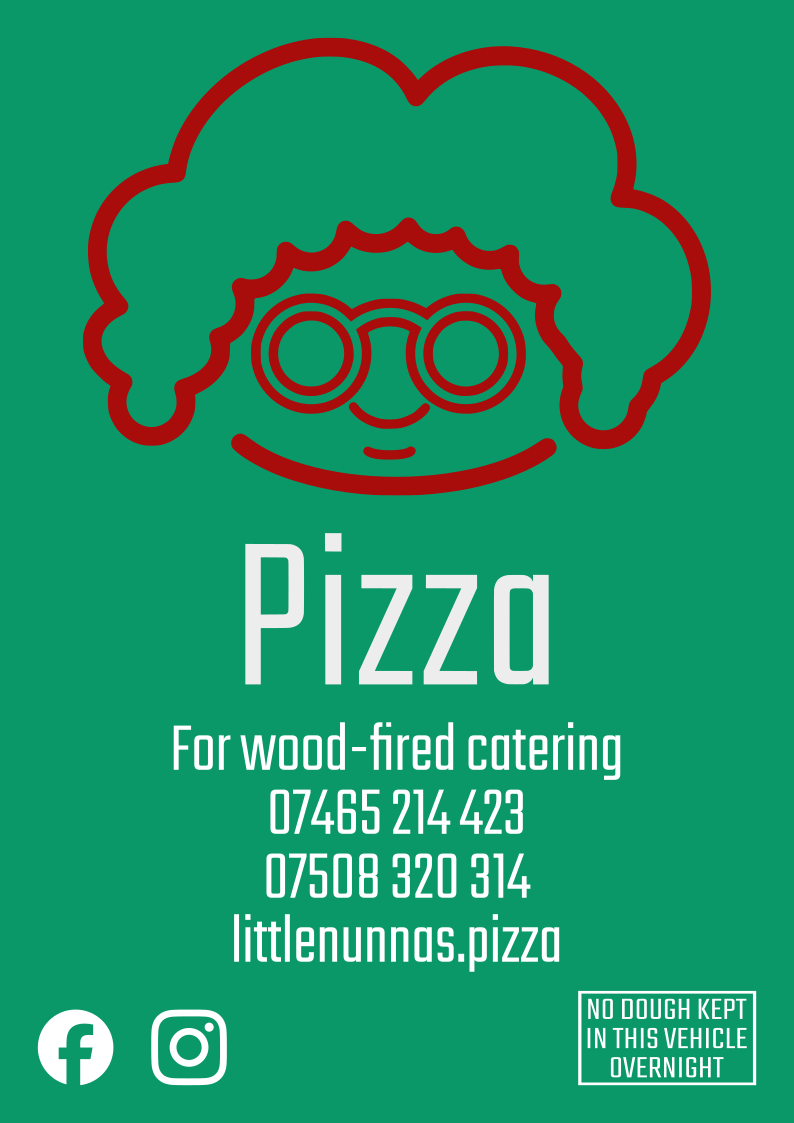 Pizza
For wood-fired catering
07465 214 423
07508 320 314
littlenunnas.pizza
NO DOUGH KEPT
IN THIS VEHICLE
OVERNIGHT